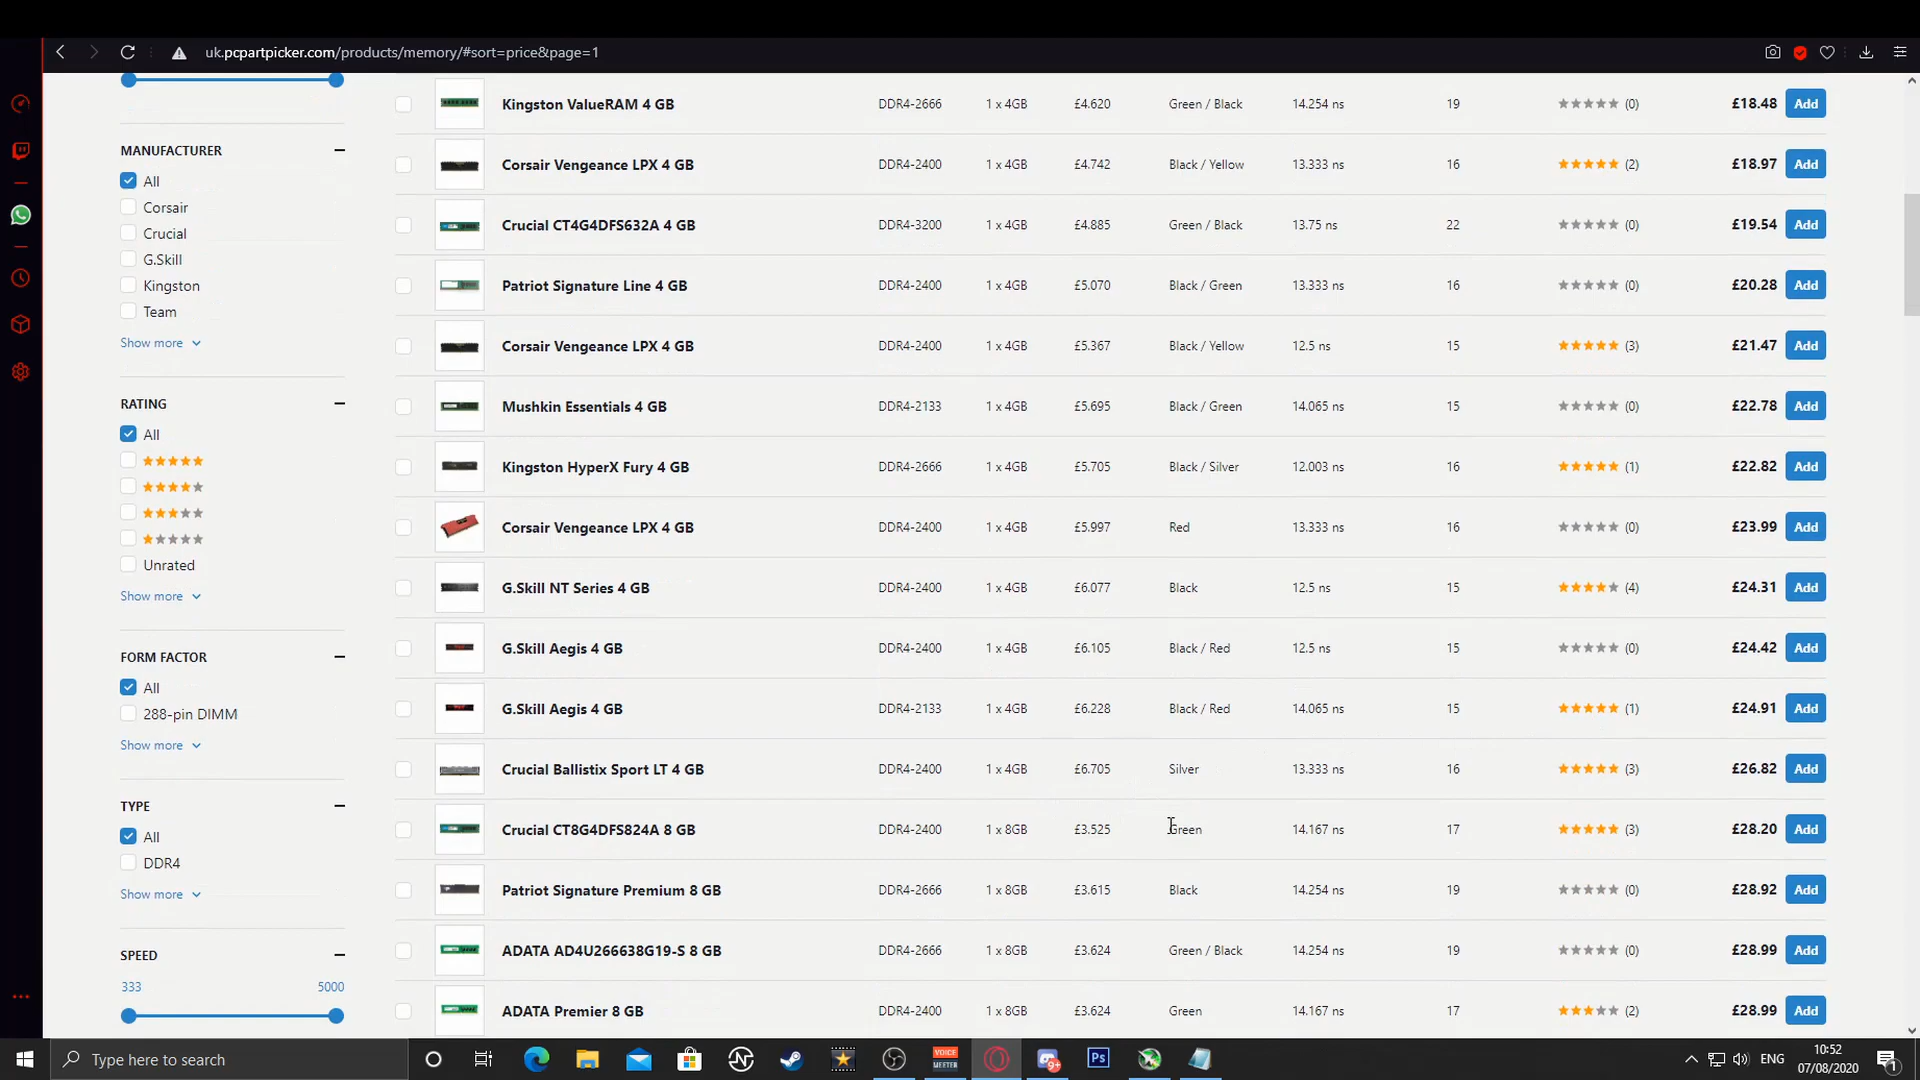 uk.pcpartpicker.com/products/memory/#sort=price&page=1
MANUFACTURER
All
Corsair
Crucial
G.Skill
Kingston
Team
Show more
RATING
All
Unrated
Show more
FORM FACTOR
All
288-pin DIMM
Show more
TYPE
All
DDR4
Show more
SPEED
333 5000
Kingston ValueRAM 4 GB DDR4-2666 1 x 4GB £4.620 Green / Black 14.254 ns 19 (0) £18.48 Add
Corsair Vengeance LPX 4 GB DDR4-2400 1 x 4GB £4.742 Black / Yellow 13.333 ns 16 (2) £18.97 Add
Crucial CT4G4DFS632A 4 GB DDR4-3200 1 x 4GB £4.885 Green / Black 13.75 ns 22 (0) £19.54 Add
Patriot Signature Line 4 GB DDR4-2400 1 x 4GB £5.070 Black / Green 13.333 ns 16 (0) £20.28 Add
Corsair Vengeance LPX 4 GB DDR4-2400 1 x 4GB £5.367 Black / Yellow 12.5 ns 15 (3) £21.47 Add
Mushkin Essentials 4 GB DDR4-2133 1 x 4GB £5.695 Black / Green 14.065 ns 15 (0) £22.78 Add
Kingston HyperX Fury 4 GB DDR4-2666 1 x 4GB £5.705 Black / Silver 12.003 ns 16 (1) £22.82 Add
Corsair Vengeance LPX 4 GB DDR4-2400 1 x 4GB £5.997 Red 13.333 ns 16 (0) £23.99 Add
G.Skill NT Series 4 GB DDR4-2400 1 x 4GB £6.077 Black 12.5 ns 15 (4) £24.31 Add
G.Skill Aegis 4 GB DDR4-2400 1 x 4GB £6.105 Black / Red 12.5 ns 15 (0) £24.42 Add
G.Skill Aegis 4 GB DDR4-2133 1 x 4GB £6.228 Black / Red 14.065 ns 15 (1) £24.91 Add
Crucial Ballistix Sport LT 4 GB DDR4-2400 1 x 4GB £6.705 Silver 13.333 ns 16 (3) £26.82 Add
Crucial CT8G4DFS824A 8 GB DDR4-2400 1 x 8GB £3.525 Green 14.167 ns 17 (3) £28.20 Add
Patriot Signature Premium 8 GB DDR4-2666 1 x 8GB £3.615 Black 14.254 ns 19 (0) £28.92 Add
ADATA AD4U266638G19-S 8 GB DDR4-2666 1 x 8GB £3.624 Green / Black 14.254 ns 19 (0) £28.99 Add
ADATA Premier 8 GB DDR4-2400 1 x 8GB £3.624 Green 14.167 ns 17 (2) £28.99 Add
Type here to search
VOICE
MEETER
9+
Ps
ENG
10:52
07/08/2020
1